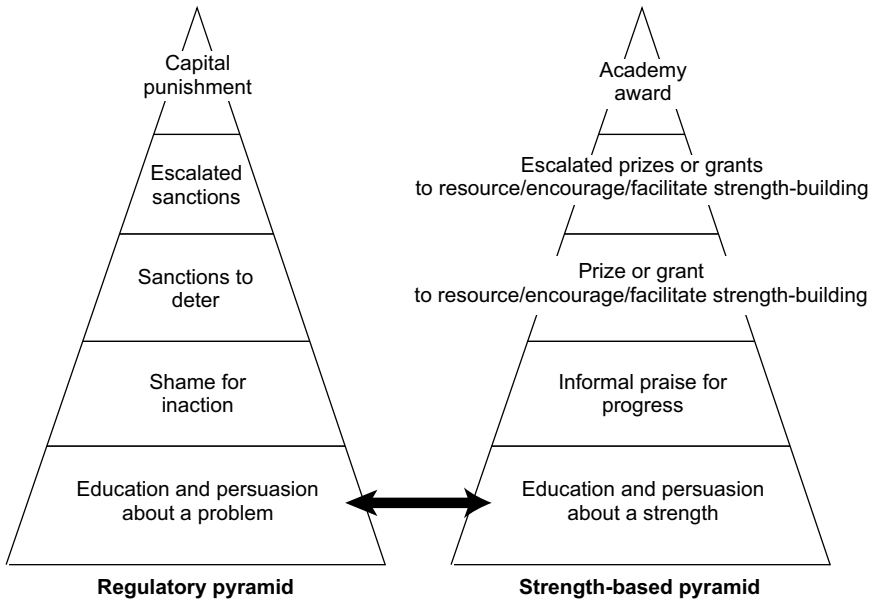 Capital
punishment
Escalated
sanctions
Sanctions to
deter
Shame for
inaction
Education and persuasion
about a problem
Regulatory pyramid
Academy
award
Escalated prizes or grants
to resource/encourage/facilitate strength-building
Prize or grant
to resource/encourage/facilitate strength-building
Informal praise for
progress
Education and persuasion
about a strength
Strength-based pyramid